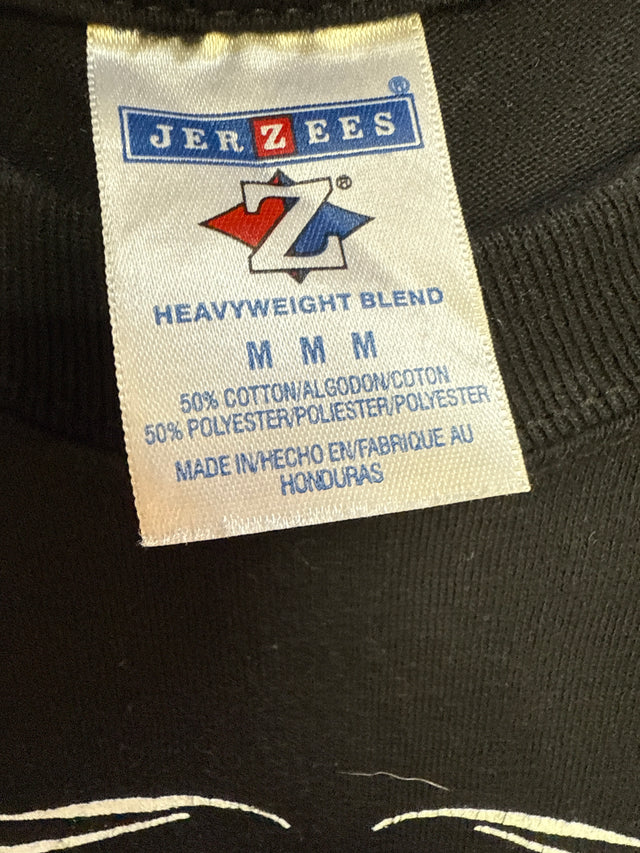 JERZEES®
Z®
HEAVYWEIGHT BLEND
M M M
50% COTTON/ALGODON/COTON
50% POLYESTER/POLIESTER/POLYESTER
MADE IN/HECHO EN/FABRIQUE AU
HONDURAS